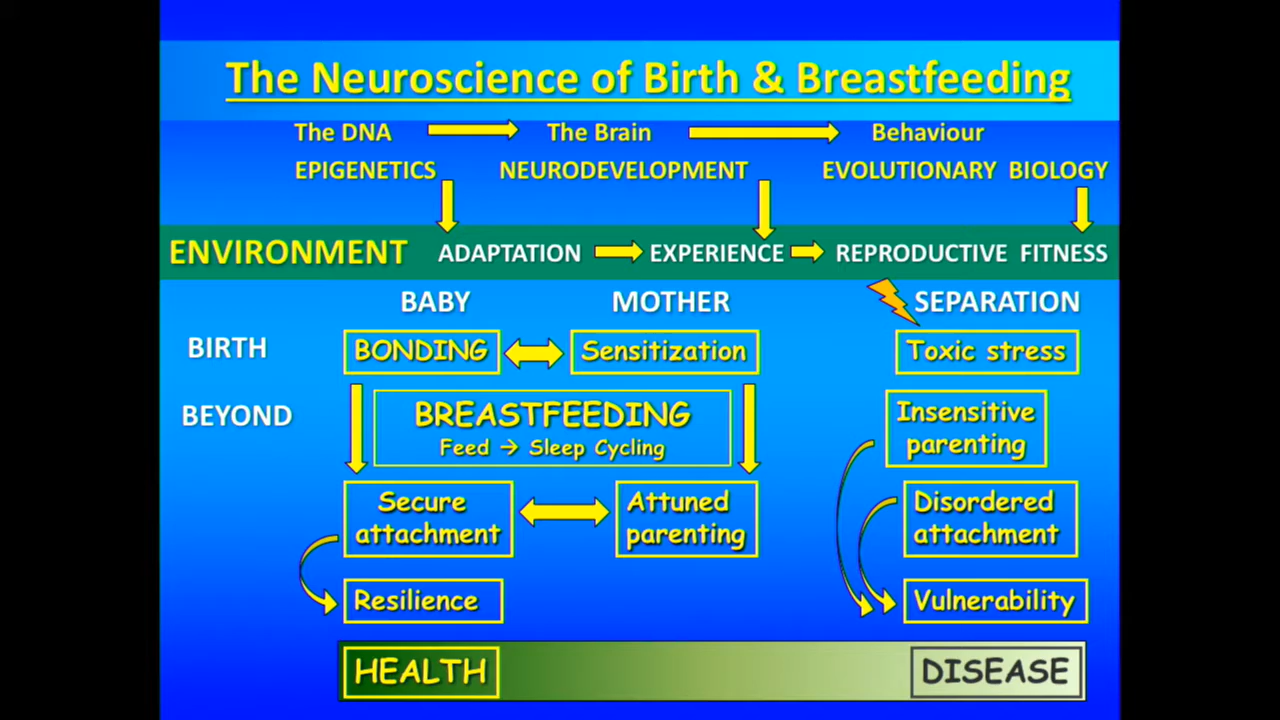 The Neuroscience of Birth & Breastfeeding
The DNA The Brain Behaviour
EPIGENETICS NEURODEVELOPMENT EVOLUTIONARY BIOLOGY
ENVIRONMENT ADAPTATION EXPERIENCE REPRODUCTIVE FITNESS
BABY MOTHER SEPARATION
BIRTH BONDING Sensitization Toxic stress
BEYOND
BREASTFEEDING
Feed → Sleep Cycling
Insensitive
parenting
Secure
attachment
Attuned
parenting
Disordered
attachment
Resilience Vulnerability
HEALTH DISEASE